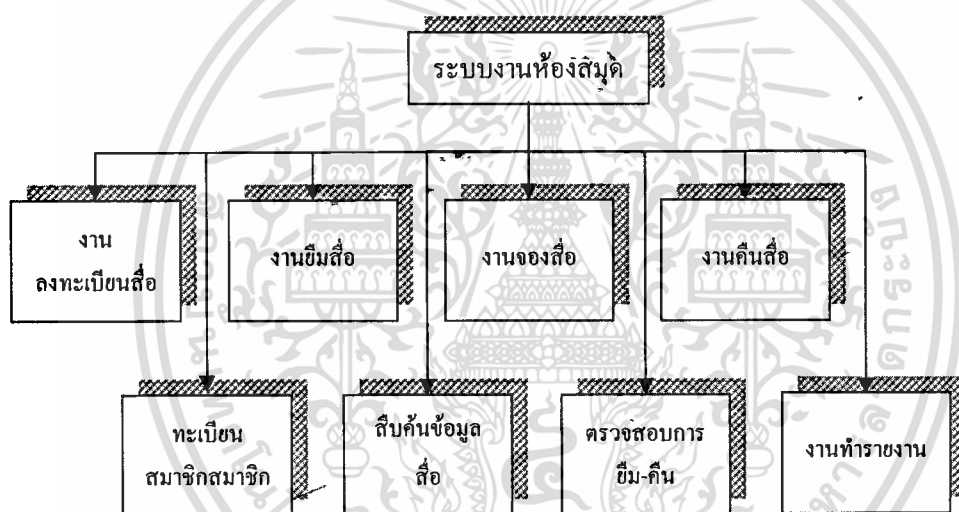 ระบบงานห้องสมุด
งาน
ลงทะเบียนสื่อ
งานยืมสื่อ
งานจองสื่อ
งานคืนสื่อ
ทะเบียน
สมาชิกสมาชิก
สืบค้นข้อมูล
สื่อ
ตรวจสอบการ
ยืม-คืน
งานทำรายงาน